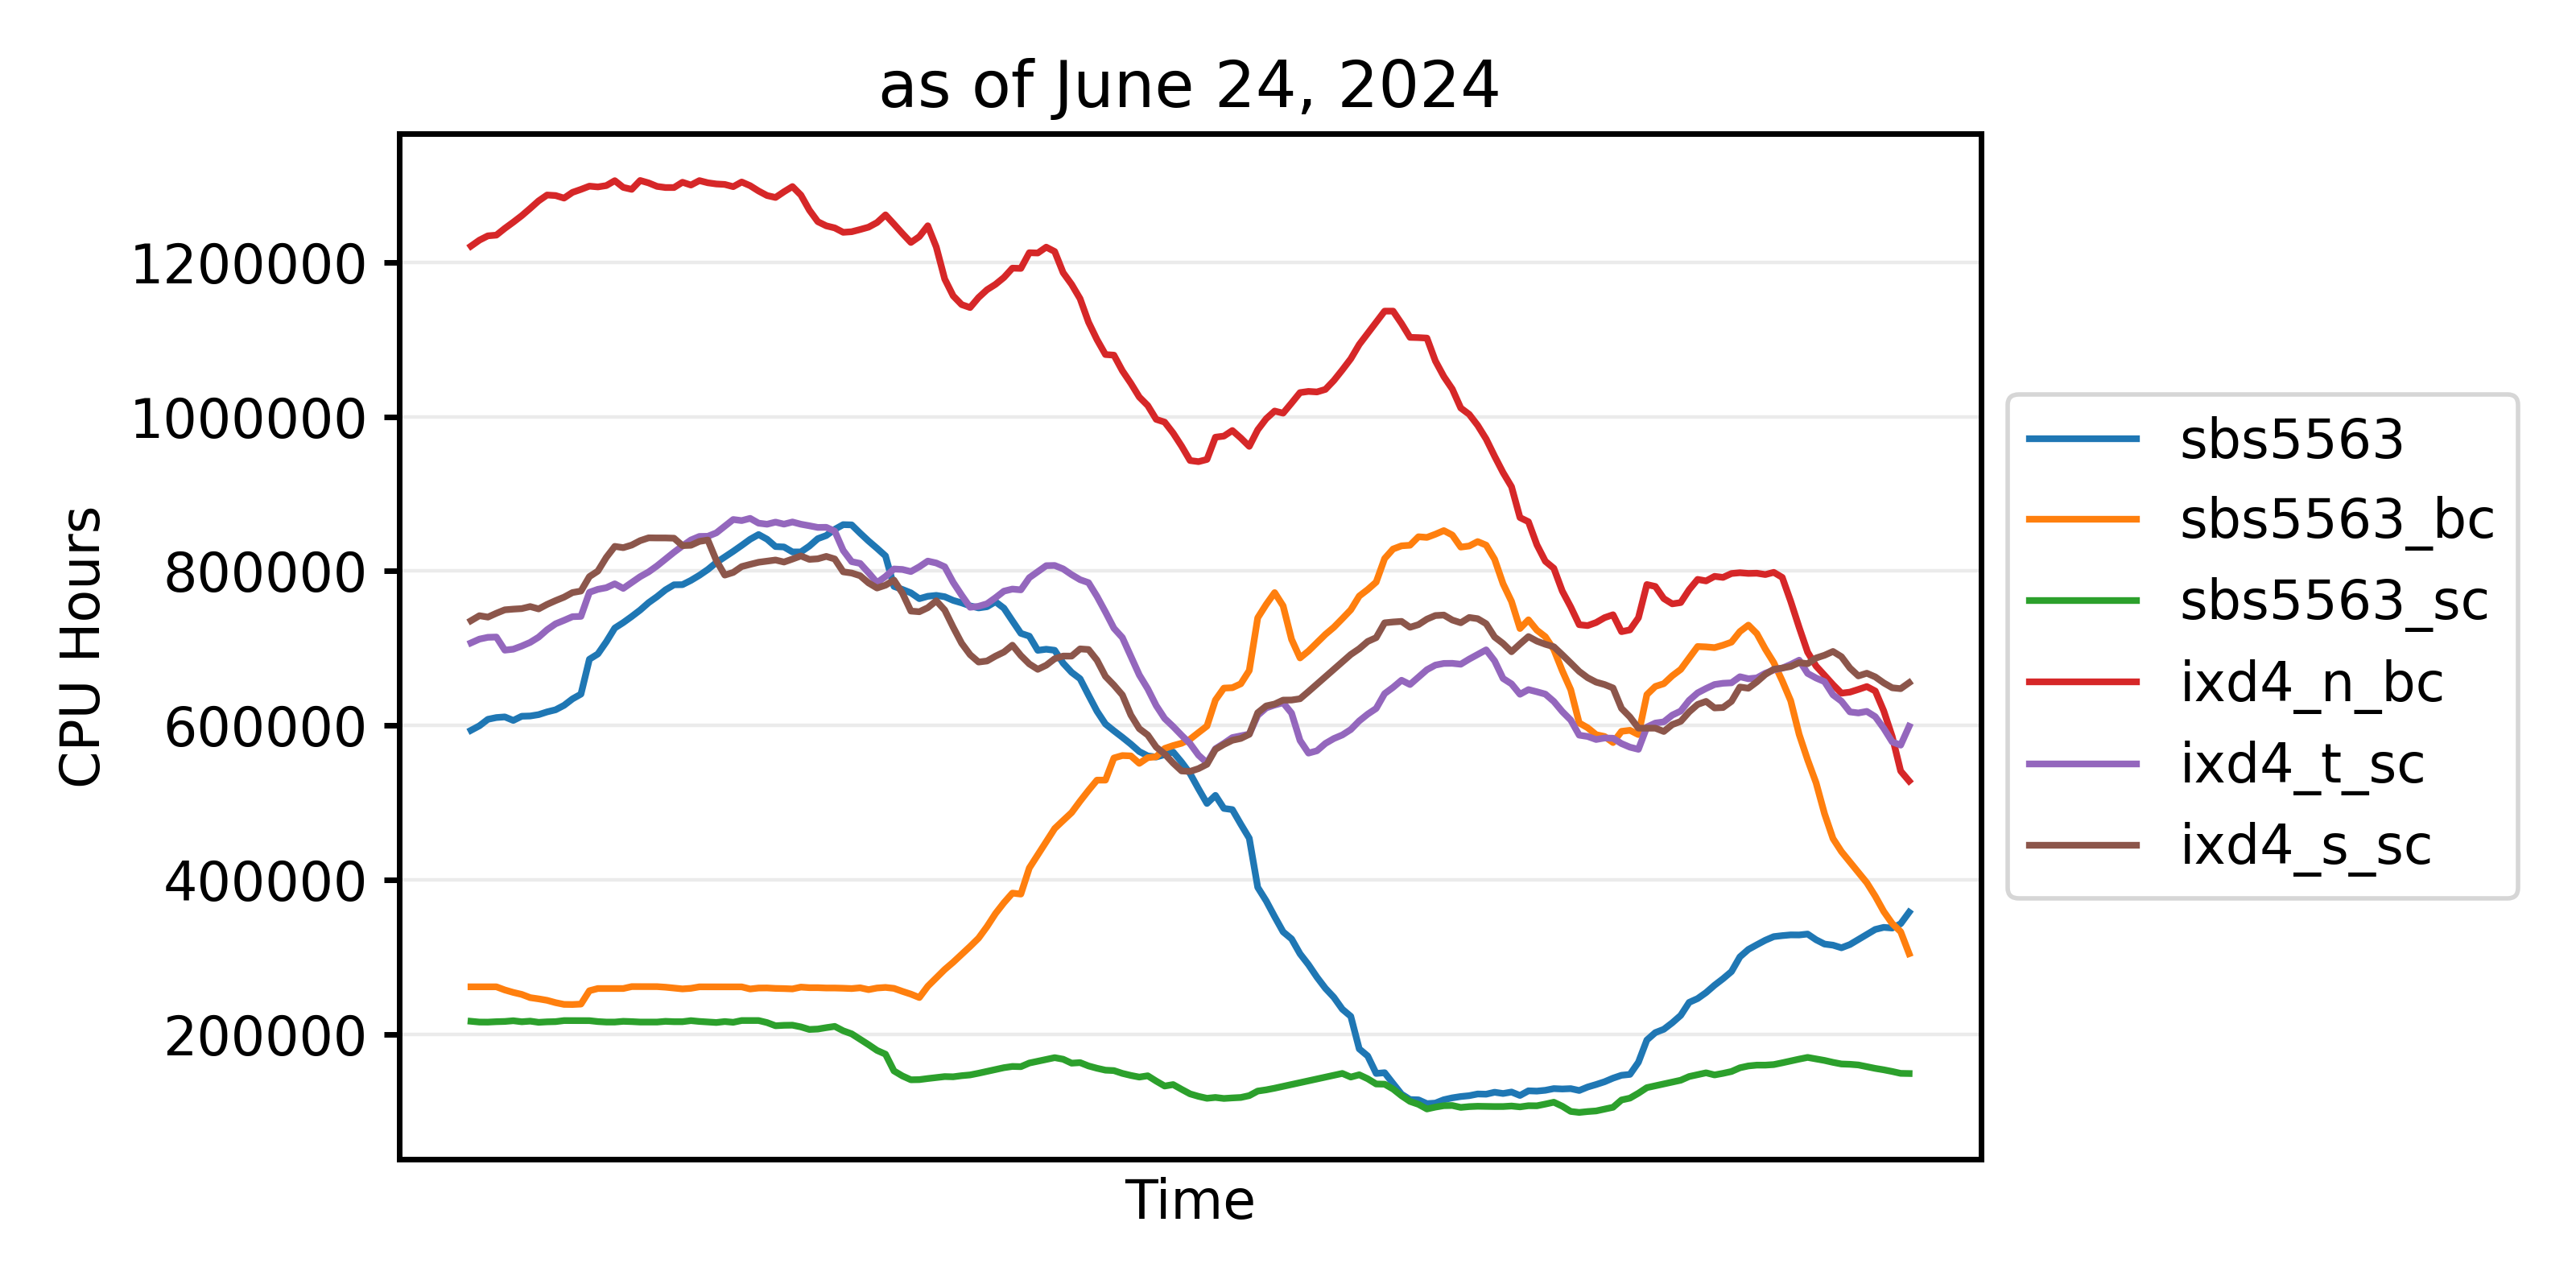 as of June 24, 2024
1200000
1000000
800000
600000
400000
200000
CPU Hours
Time
sbs5563
sbs5563_bc
sbs5563_sc
ixd4_n_bc
ixd4_t_sc
ixd4_s_sc